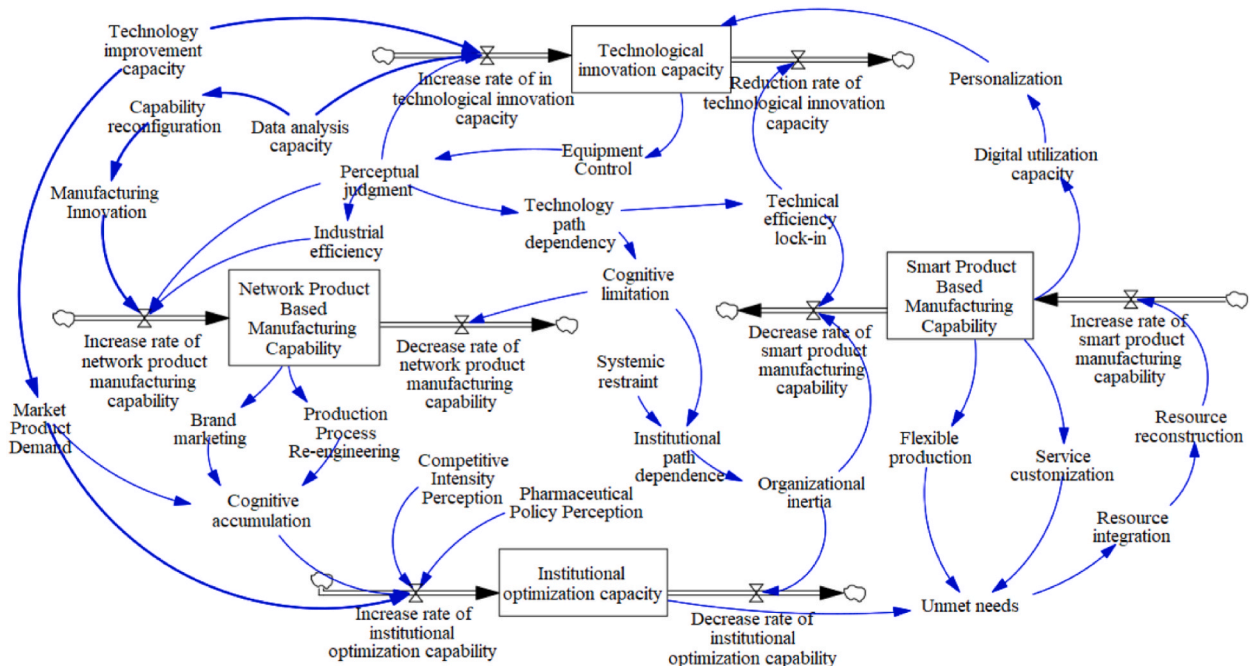 Technology
improvement
capacity
Technological
innovation capacity
Increase rate of in
technological innovation
capacity
Reduction rate of
technological innovation
capacity
Personalization
Capability
reconfiguration
Data analysis
capacity
Equipment
Control
Digital utilization
capacity
Perceptual
judgment
Manufacturing
Innovation
Technology
path
dependency
Technical
efficiency
lock-in
Industrial
efficiency
Cognitive
limitation
Network Product
Based
Manufacturing
Capability
Smart Product
Based
Manufacturing
Capability
Increase rate of
network product
manufacturing
capability
Decrease rate of
network product
manufacturing
capability
Decrease rate of
smart product
manufacturing
capability
Increase rate of
smart product
manufacturing
capability
Systemic
restraint
Market
Product
Demand
Brand
marketing
Production
Process
Re-engineering
Institutional
path
dependence
Flexible
production
Service
customization
Resource
reconstruction
Competitive
Intensity
Perception
Pharmaceutical
Policy Perception
Organizational
inertia
Cognitive
accumulation
Resource
integration
Institutional
optimization capacity
Unmet needs
Increase rate of
institutional
optimization capability
Decrease rate of
institutional
optimization capability